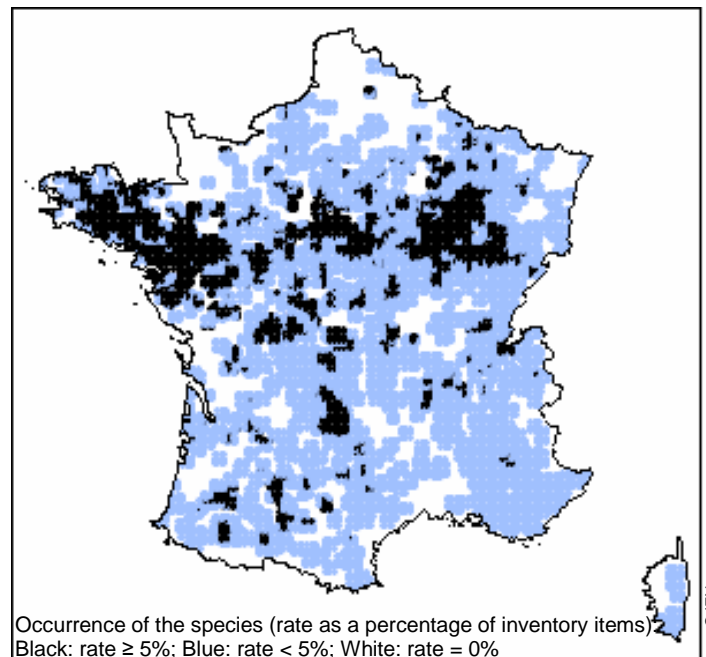 Occurrence of the species (rate as a percentage of inventory items)
Black: rate ≥ 5%; Blue: rate < 5%; White: rate = 0%